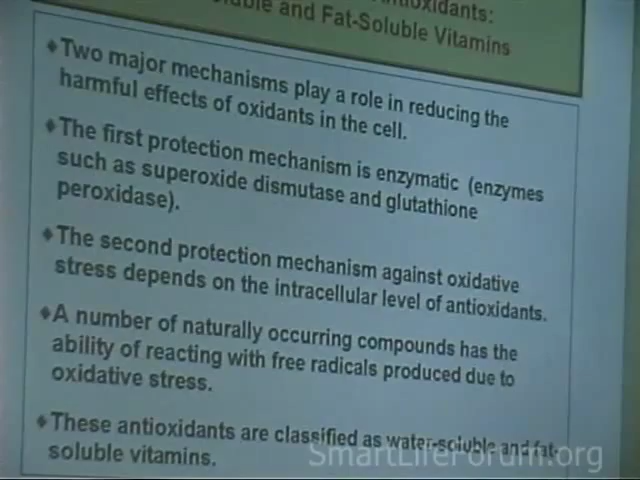 Antioxidants:
and Fat-Soluble Vitamins
♦Two major mechanisms play a role in reducing the
harmful effects of oxidants in the cell.
♦The first protection mechanism is enzymatic (enzymes
such as superoxide dismutase and glutathione
peroxidase).
♦The second protection mechanism against oxidative
stress depends on the intracellular level of antioxidants.
♦A number of naturally occurring compounds has the
ability of reacting with free radicals produced due to
oxidative stress.
♦These antioxidants are classified as water-soluble and fat-
soluble vitamins.
SmartLifeForum.org